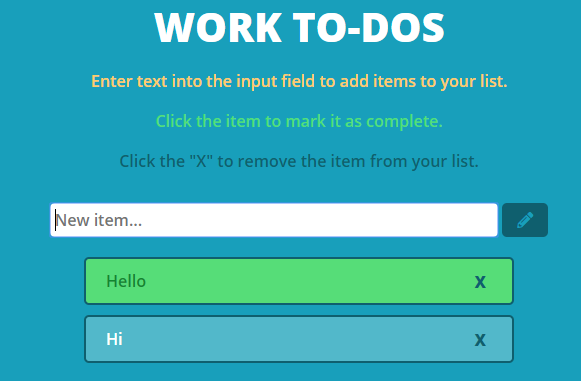 WORK TO-DOS
Enter text into the input field to add items to your list.
Click the item to mark it as complete.
Click the "X" to remove the item from your list.
New item...
Hello X
Hi X